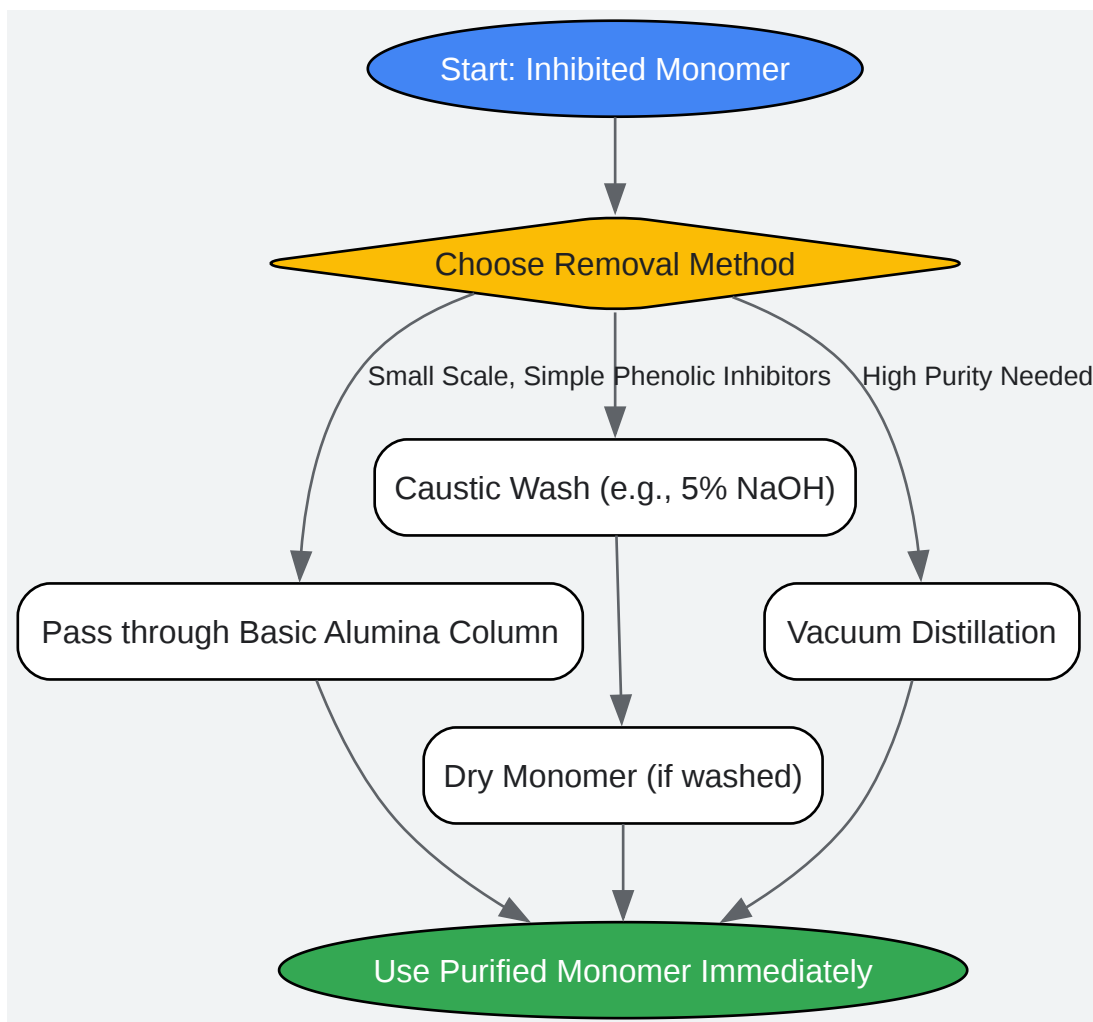 Start: Inhibited Monomer
Choose Removal Method
Small Scale, Simple
Phenolic Inhibitors
High Purity Needed
Caustic Wash (e.g., 5% NaOH)
Pass through Basic Alumina Column
Vacuum Distillation
Dry Monomer (if washed)
Use Purified Monomer Immediately